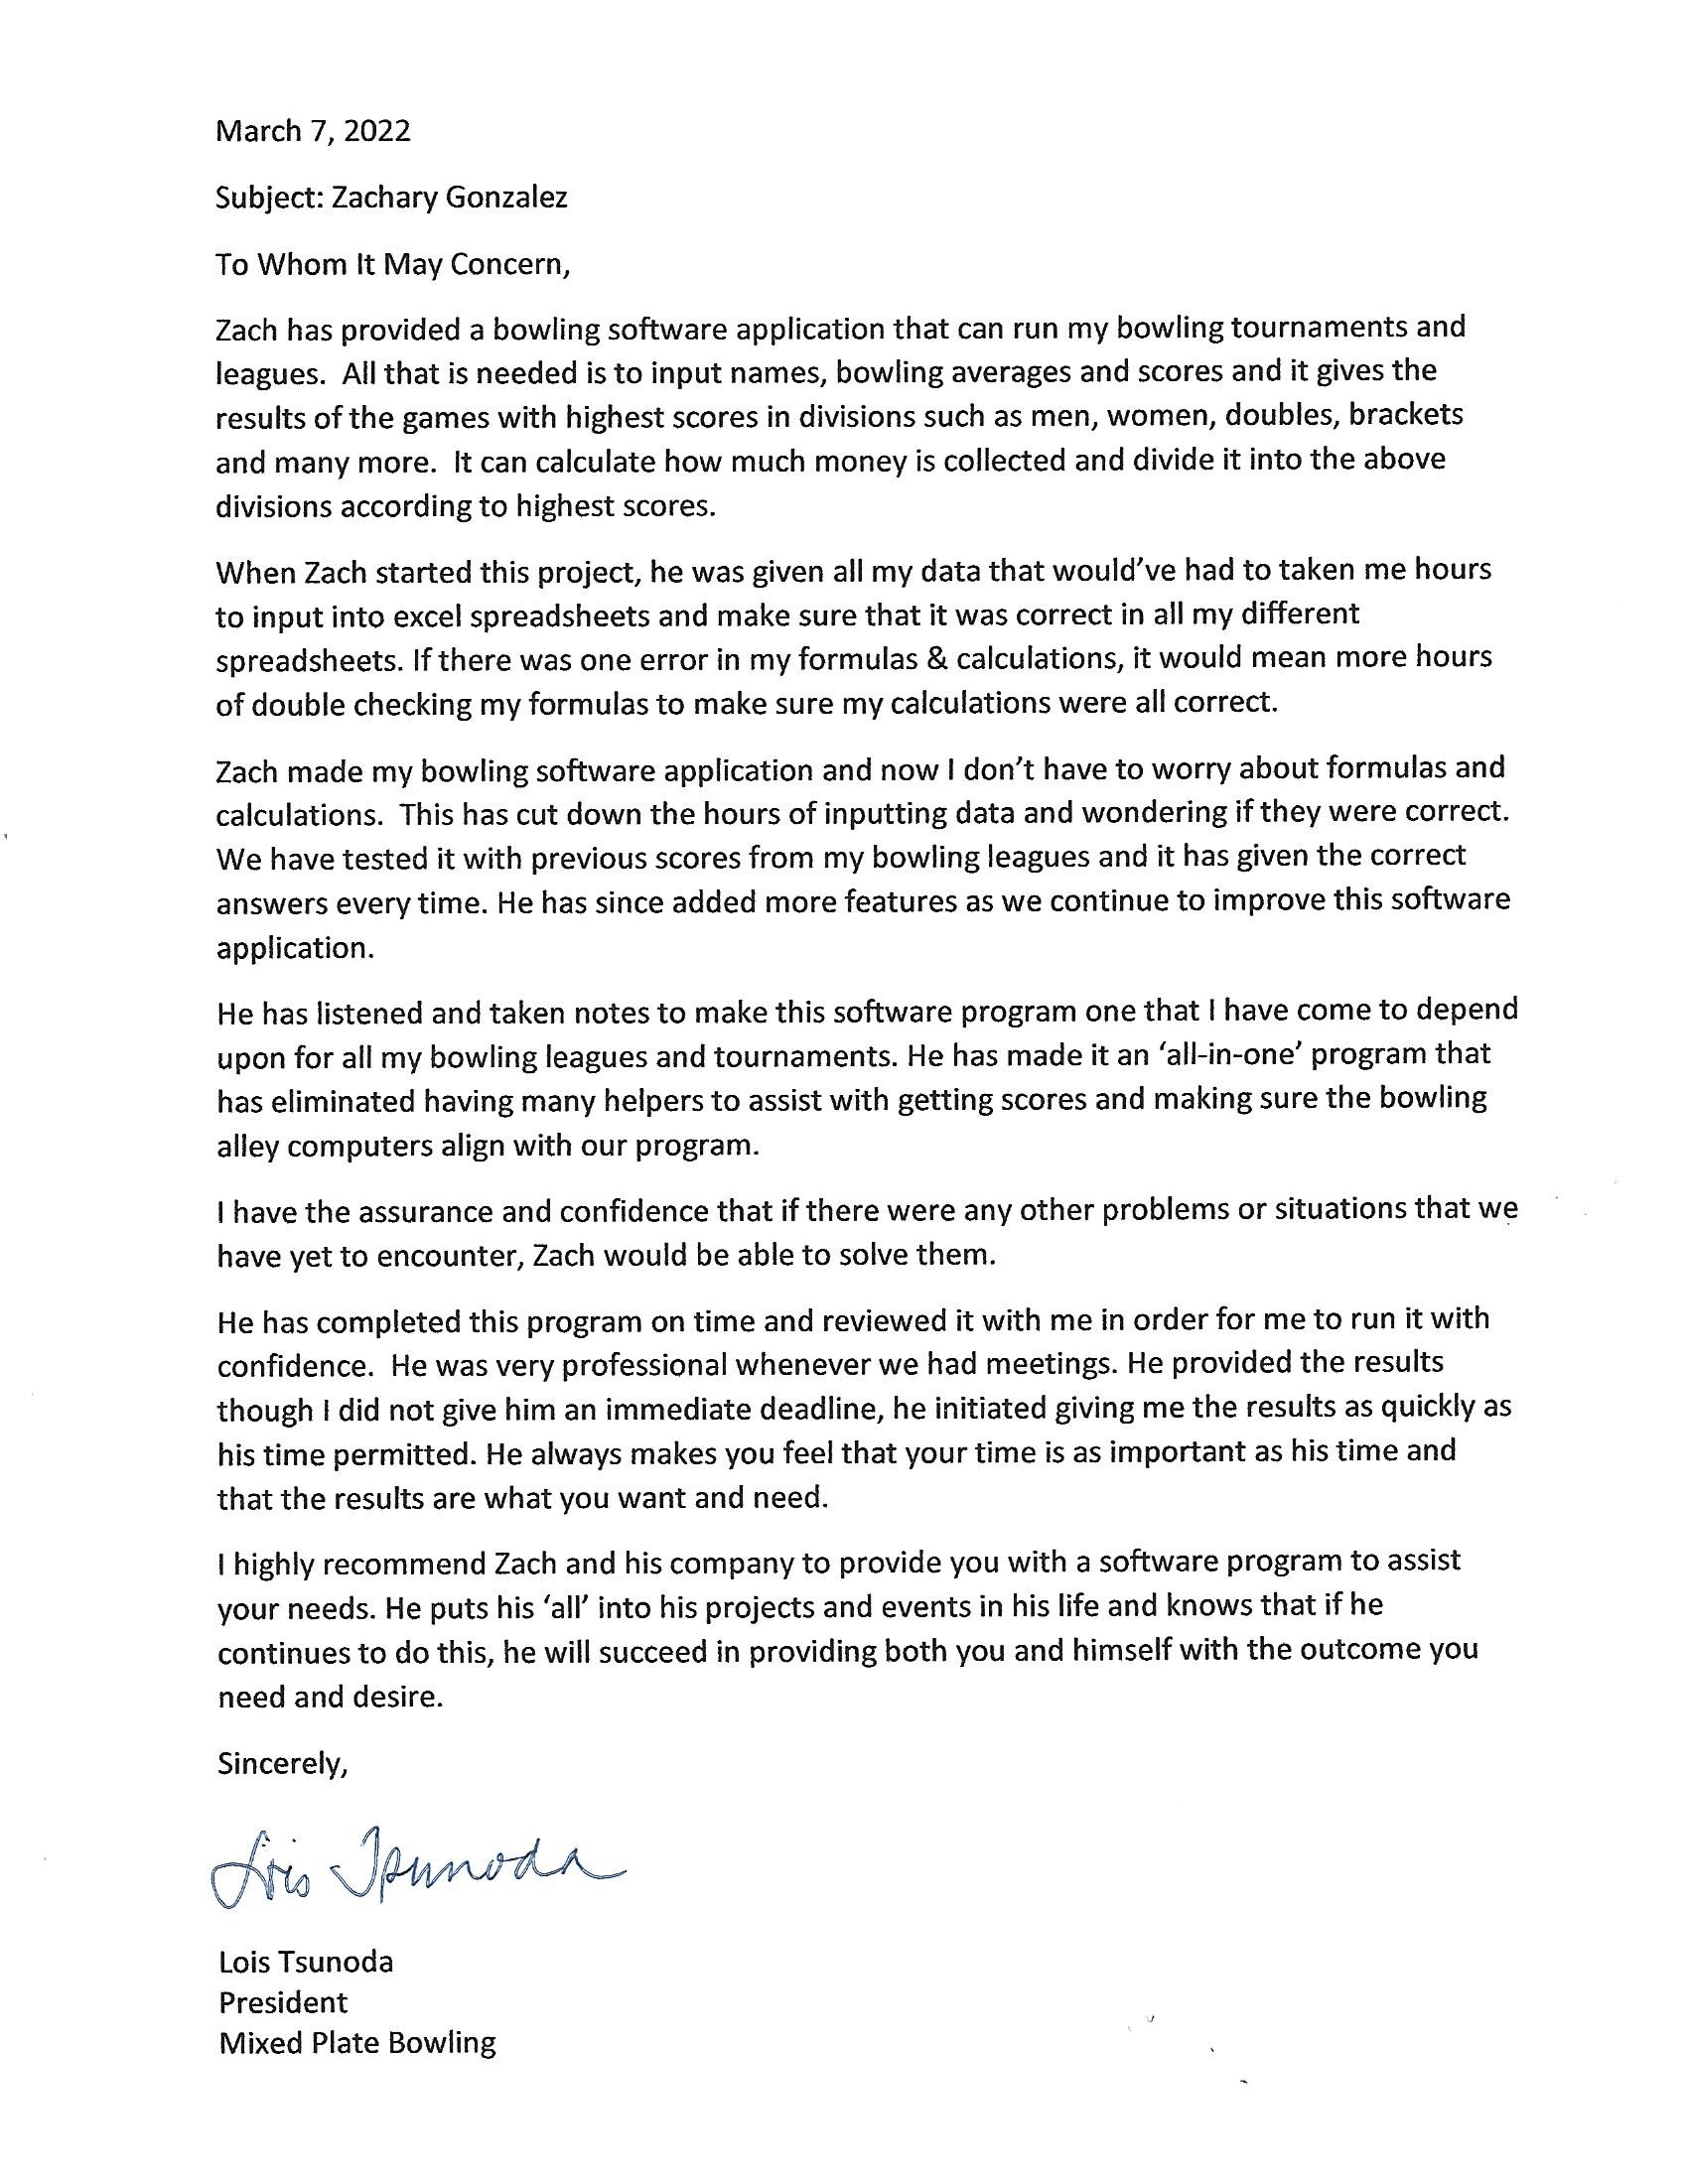 March 7, 2022
Subject: Zachary Gonzalez
To Whom It May Concern,
Zach has provided a bowling software application that can run my bowling tournaments and
leagues.  All that is needed is to input names, bowling averages and scores and it gives the
results of the games with highest scores in divisions such as men, women, doubles, brackets
and many more.  It can calculate how much money is collected and divide it into the above
divisions according to highest scores.
When Zach started this project, he was given all my data that would’ve had to taken me hours
to input into excel spreadsheets and make sure that it was correct in all my different
spreadsheets. If there was one error in my formulas & calculations, it would mean more hours
of double checking my formulas to make sure my calculations were all correct.
Zach made my bowling software application and now I don’t have to worry about formulas and
calculations.  This has cut down the hours of inputting data and wondering if they were correct.
We have tested it with previous scores from my bowling leagues and it has given the correct
answers every time. He has since added more features as we continue to improve this software
application.
He has listened and taken notes to make this software program one that I have come to depend
upon for all my bowling leagues and tournaments. He has made it an ‘all-in-one’ program that
has eliminated having many helpers to assist with getting scores and making sure the bowling
alley computers align with our program.
I have the assurance and confidence that if there were any other problems or situations that we
have yet to encounter, Zach would be able to solve them.
He has completed this program on time and reviewed it with me in order for me to run it with
confidence.  He was very professional whenever we had meetings. He provided the results
though I did not give him an immediate deadline, he initiated giving me the results as quickly as
his time permitted. He always makes you feel that your time is as important as his time and
that the results are what you want and need.
I highly recommend Zach and his company to provide you with a software program to assist
your needs. He puts his ‘all’ into his projects and events in his life and knows that if he
continues to do this, he will succeed in providing both you and himself with the outcome you
need and desire.
Sincerely,
Lois Tsunoda
Lois Tsunoda
President
Mixed Plate Bowling